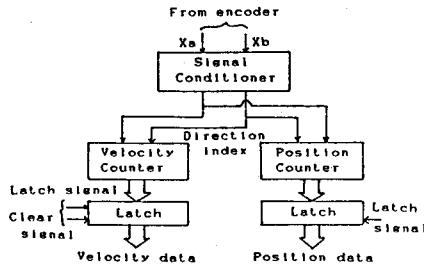 From encoder
Xa Xb
Signal
Conditioner
Direction
index
Velocity
Counter
Position
Counter
Latch signal
Clear
signal
Latch
Latch
Latch
signal
Velocity data
Position data